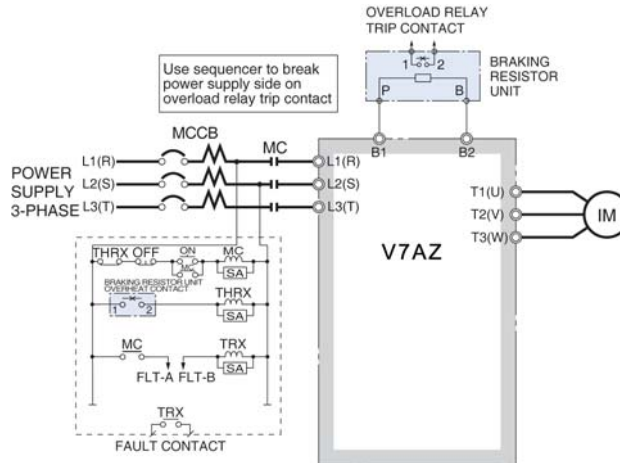 OVERLOAD RELAY
TRIP CONTACT
1 2
BRAKING
RESISTOR
UNIT
P B
Use sequencer to break
power supply side on
overload relay trip contact
B1 B2
MCCB MC
POWER
SUPPLY
3-PHASE
L1(R) L1(R)
L2(S) L2(S)
L3(T) L3(T)
T1(U)
T2(V)
T3(W)
IM
V7AZ
THRX OFF ON MC
MC SA
BRAKING RESISTOR UNIT
OVERHEAT CONTACT
1 2
THRX
SA
MC TRX
SA
FLT-A FLT-B
TRX
FAULT CONTACT